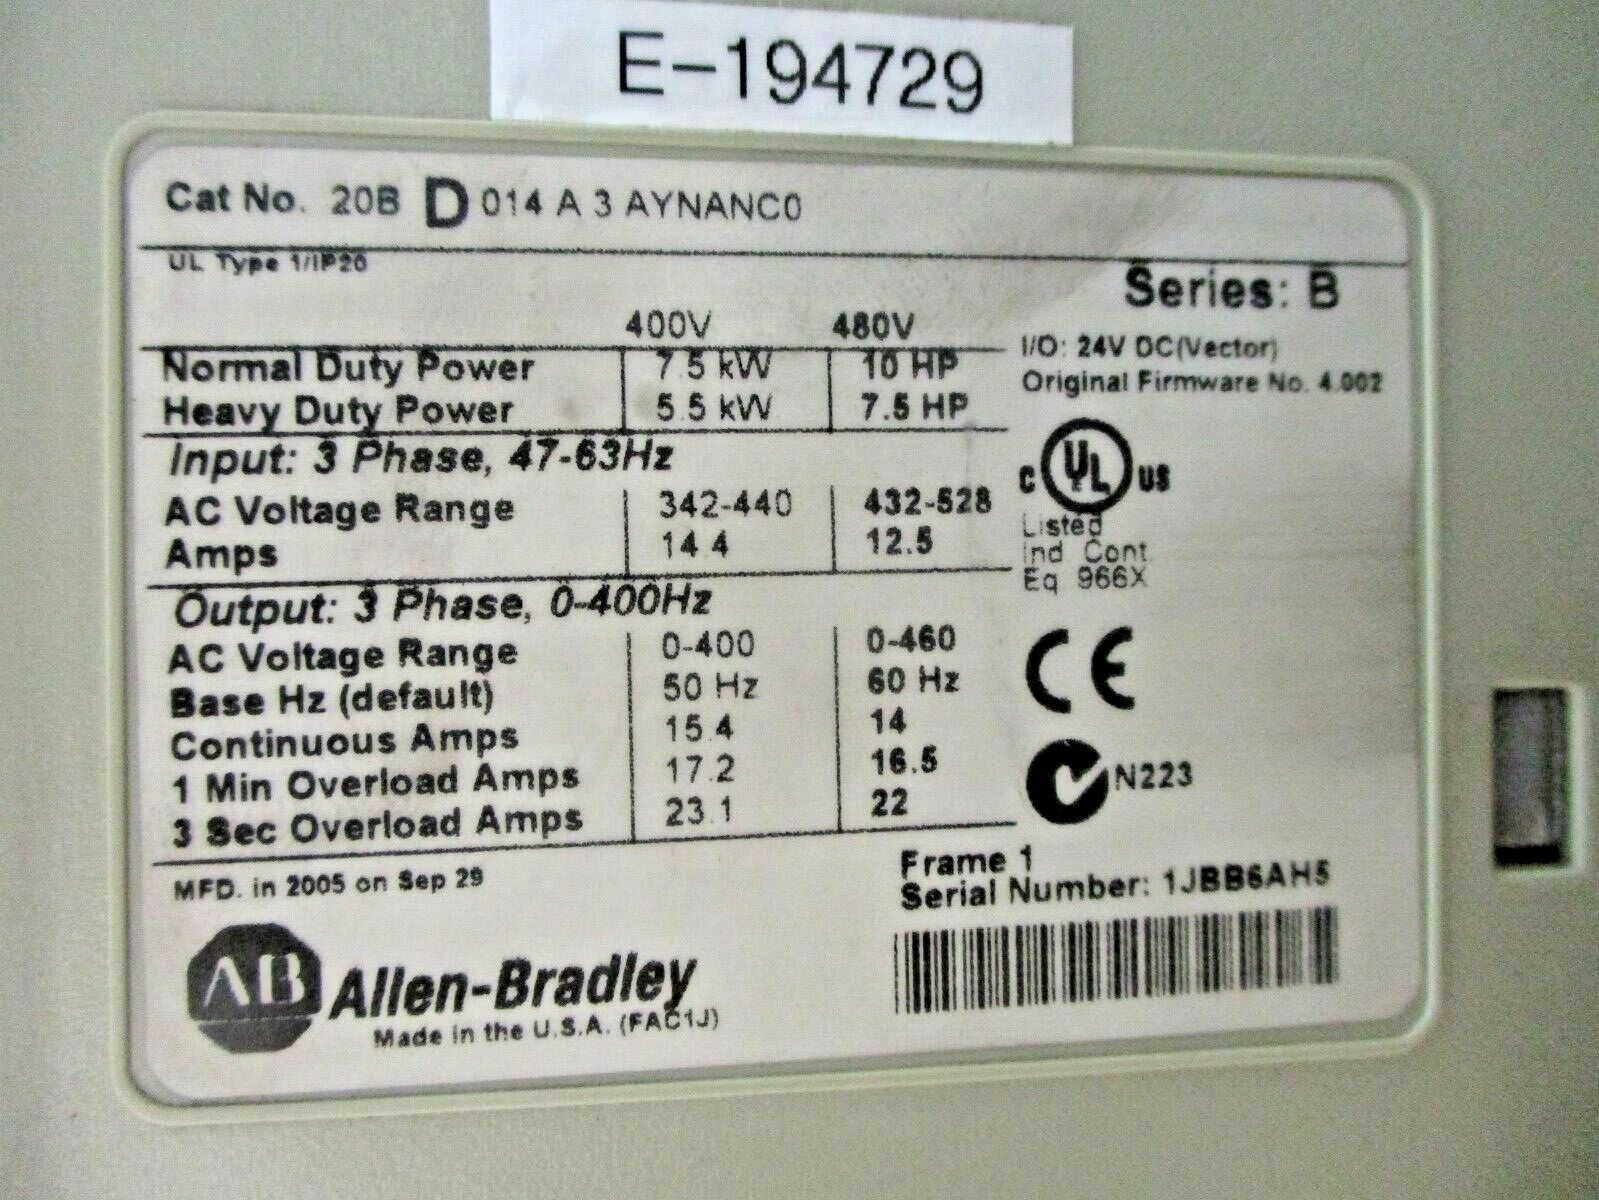 E-194729
Cat No. 20B D 014 A 3 AYNANC0
UL Type 1/IP20
Series: B
400V 480V
I/O: 24V DC(Vector)
Normal Duty Power 7.5 kW 10 HP
Original Firmware No. 4.002
Heavy Duty Power 5.5 kW 7.5 HP
Input: 3 Phase, 47-63Hz
AC Voltage Range 342-440 432-528
Amps 14.4 12.5
C UL US
Listed
Ind Cont
Eq 966X
Output: 3 Phase, 0-400Hz
AC Voltage Range 0-400 0-460
Base Hz (default) 50 Hz 60 Hz
Continuous Amps 15.4 14
1 Min Overload Amps 17.2 16.5
3 Sec Overload Amps 23.1 22
CE
N223
MFD. in 2005 on Sep 29
Frame 1
Serial Number: 1JBB6AH5
AB Allen-Bradley
Made in the U.S.A. (FAC1J)